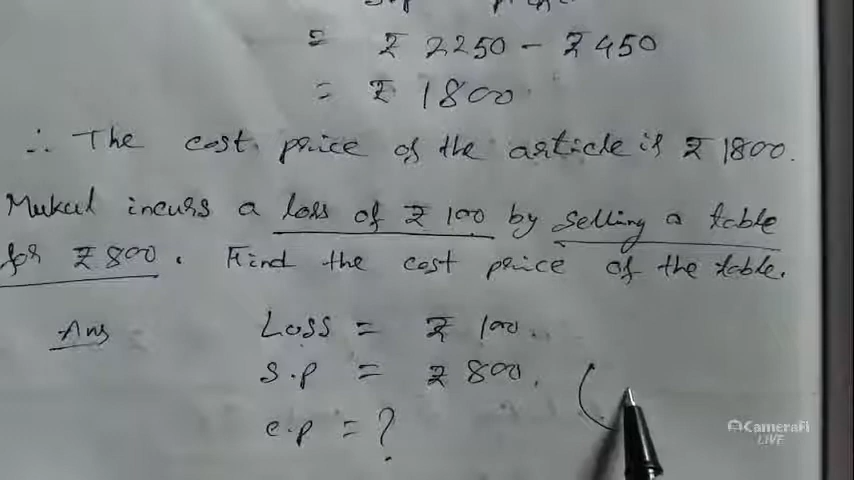 = ₹ 2250 - ₹ 450
= ₹ 1800
∴ The cost price of the article is ₹ 1800.
Mukul incurs a loss of ₹ 100 by selling a table
for ₹ 800. Find the cost price of the table.
Ans Loss = ₹ 100.
S.P = ₹ 800. (
C.P = ?
CameraFi
LIVE